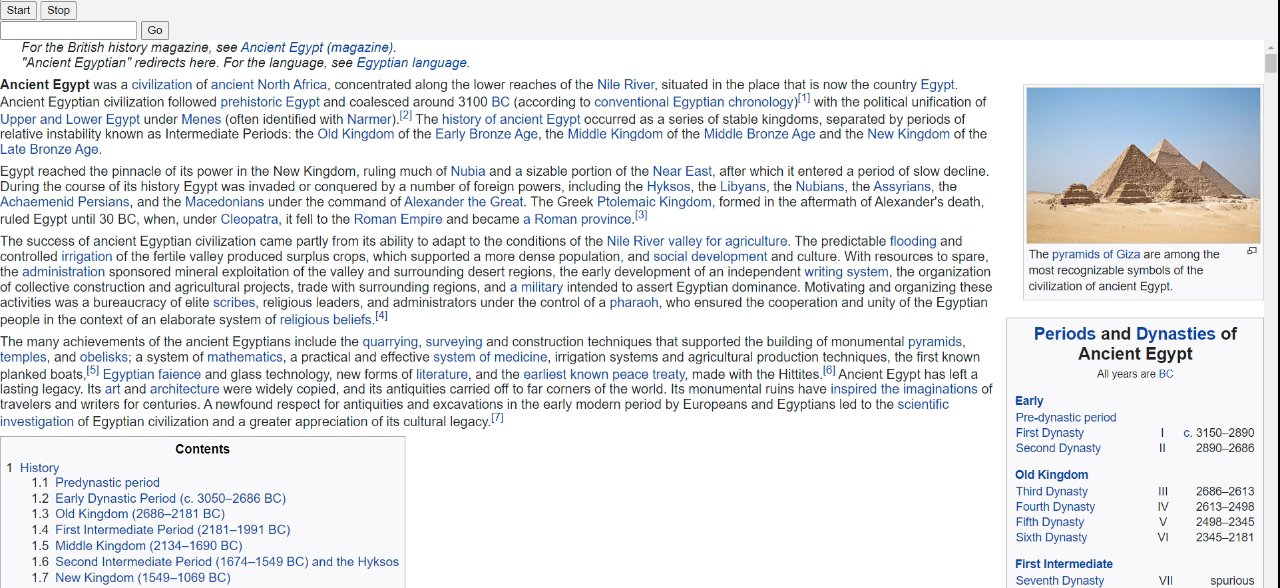 Start Stop
Go
For the British history magazine, see Ancient Egypt (magazine).
"Ancient Egyptian" redirects here. For the language, see Egyptian language.
Ancient Egypt was a civilization of ancient North Africa, concentrated along the lower reaches of the Nile River, situated in the place that is now the country Egypt.
Ancient Egyptian civilization followed prehistoric Egypt and coalesced around 3100 BC (according to conventional Egyptian chronology)[1] with the political unification of
Upper and Lower Egypt under Menes (often identified with Narmer).[2] The history of ancient Egypt occurred as a series of stable kingdoms, separated by periods of
relative instability known as Intermediate Periods: the Old Kingdom of the Early Bronze Age, the Middle Kingdom of the Middle Bronze Age and the New Kingdom of the
Late Bronze Age.
Egypt reached the pinnacle of its power in the New Kingdom, ruling much of Nubia and a sizable portion of the Near East, after which it entered a period of slow decline.
During the course of its history Egypt was invaded or conquered by a number of foreign powers, including the Hyksos, the Libyans, the Nubians, the Assyrians, the
Achaemenid Persians, and the Macedonians under the command of Alexander the Great. The Greek Ptolemaic Kingdom, formed in the aftermath of Alexander's death,
ruled Egypt until 30 BC, when, under Cleopatra, it fell to the Roman Empire and became a Roman province.[3]
The success of ancient Egyptian civilization came partly from its ability to adapt to the conditions of the Nile River valley for agriculture. The predictable flooding and
controlled irrigation of the fertile valley produced surplus crops, which supported a more dense population, and social development and culture. With resources to spare,
the administration sponsored mineral exploitation of the valley and surrounding desert regions, the early development of an independent writing system, the organization
of collective construction and agricultural projects, trade with surrounding regions, and a military intended to assert Egyptian dominance. Motivating and organizing these
activities was a bureaucracy of elite scribes, religious leaders, and administrators under the control of a pharaoh, who ensured the cooperation and unity of the Egyptian
people in the context of an elaborate system of religious beliefs.[4]
The many achievements of the ancient Egyptians include the quarrying, surveying and construction techniques that supported the building of monumental pyramids,
temples, and obelisks; a system of mathematics, a practical and effective system of medicine, irrigation systems and agricultural production techniques, the first known
planked boats,[5] Egyptian faience and glass technology, new forms of literature, and the earliest known peace treaty, made with the Hittites.[6] Ancient Egypt has left a
lasting legacy. Its art and architecture were widely copied, and its antiquities carried off to far corners of the world. Its monumental ruins have inspired the imaginations of
travelers and writers for centuries. A newfound respect for antiquities and excavations in the early modern period by Europeans and Egyptians led to the scientific
investigation of Egyptian civilization and a greater appreciation of its cultural legacy.[7]
Contents
1 History
1.1 Predynastic period
1.2 Early Dynastic Period (c. 3050–2686 BC)
1.3 Old Kingdom (2686–2181 BC)
1.4 First Intermediate Period (2181–1991 BC)
1.5 Middle Kingdom (2134–1690 BC)
1.6 Second Intermediate Period (1674–1549 BC) and the Hyksos
1.7 New Kingdom (1549–1069 BC)
The pyramids of Giza are among the
most recognizable symbols of the
civilization of ancient Egypt.
Periods and Dynasties of
Ancient Egypt
All years are BC
Early
Pre-dynastic period
First Dynasty I c. 3150–2890
Second Dynasty II 2890–2686
Old Kingdom
Third Dynasty III 2686–2613
Fourth Dynasty IV 2613–2498
Fifth Dynasty V 2498–2345
Sixth Dynasty VI 2345–2181
First Intermediate
Seventh Dynasty VII spurious